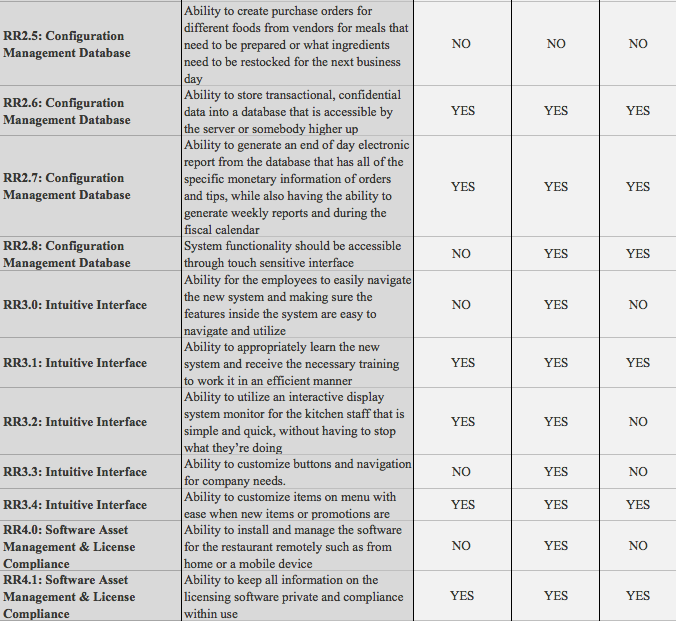 RR2.5: Configuration
Management Database
Ability to create purchase orders for
different foods from vendors for meals that
need to be prepared or what ingredients
need to be restocked for the next business
day
NO
NO
NO
RR2.6: Configuration
Management Database
Ability to store transactional, confidential
data into a database that is accessible by
the server or somebody higher up
YES
YES
YES
RR2.7: Configuration
Management Database
Ability to generate an end of day electronic
report from the database that has all of the
specific monetary information of orders
and tips, while also having the ability to
generate weekly reports and during the
fiscal calendar
YES
YES
YES
RR2.8: Configuration
Management Database
System functionality should be accessible
through touch sensitive interface
NO
YES
YES
RR3.0: Intuitive Interface
Ability for the employees to easily navigate
the new system and making sure the
features inside the system are easy to
navigate and utilize
NO
YES
NO
RR3.1: Intuitive Interface
Ability to appropriately learn the new
system and receive the necessary training
to work it in an efficient manner
YES
YES
YES
RR3.2: Intuitive Interface
Ability to utilize an interactive display
system monitor for the kitchen staff that is
simple and quick, without having to stop
what they're doing
YES
YES
NO
RR3.3: Intuitive Interface
Ability to customize buttons and navigation
for company needs.
NO
YES
NO
RR3.4: Intuitive Interface
Ability to customize items on menu with
ease when new items or promotions are
YES
YES
YES
RR4.0: Software Asset
Management & License
Compliance
Ability to install and manage the software
for the restaurant remotely such as from
home or a mobile device
NO
YES
NO
RR4.1: Software Asset
Management & License
Compliance
Ability to keep all information on the
licensing software private and compliance
within use
YES
YES
YES